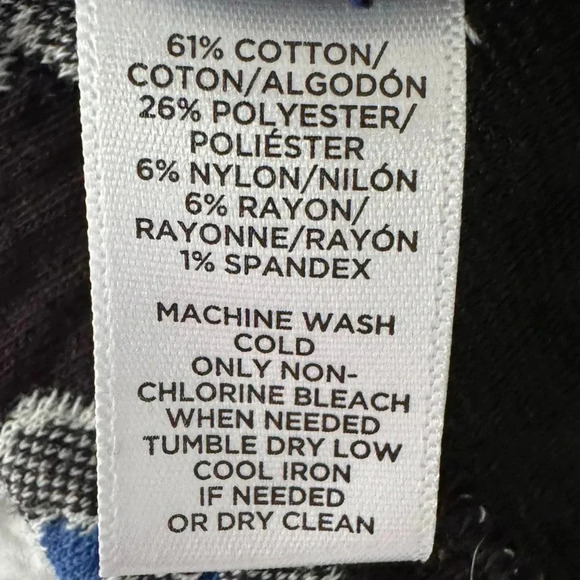 61% COTTON/
COTON/ALGODÓN
26% POLYESTER/
POLIÉSTER
6% NYLON/NILÓN
6% RAYON/
RAYONNE/RAYÓN
1% SPANDEX
MACHINE WASH
COLD
ONLY NON-
CHLORINE BLEACH
WHEN NEEDED
TUMBLE DRY LOW
COOL IRON
IF NEEDED
OR DRY CLEAN